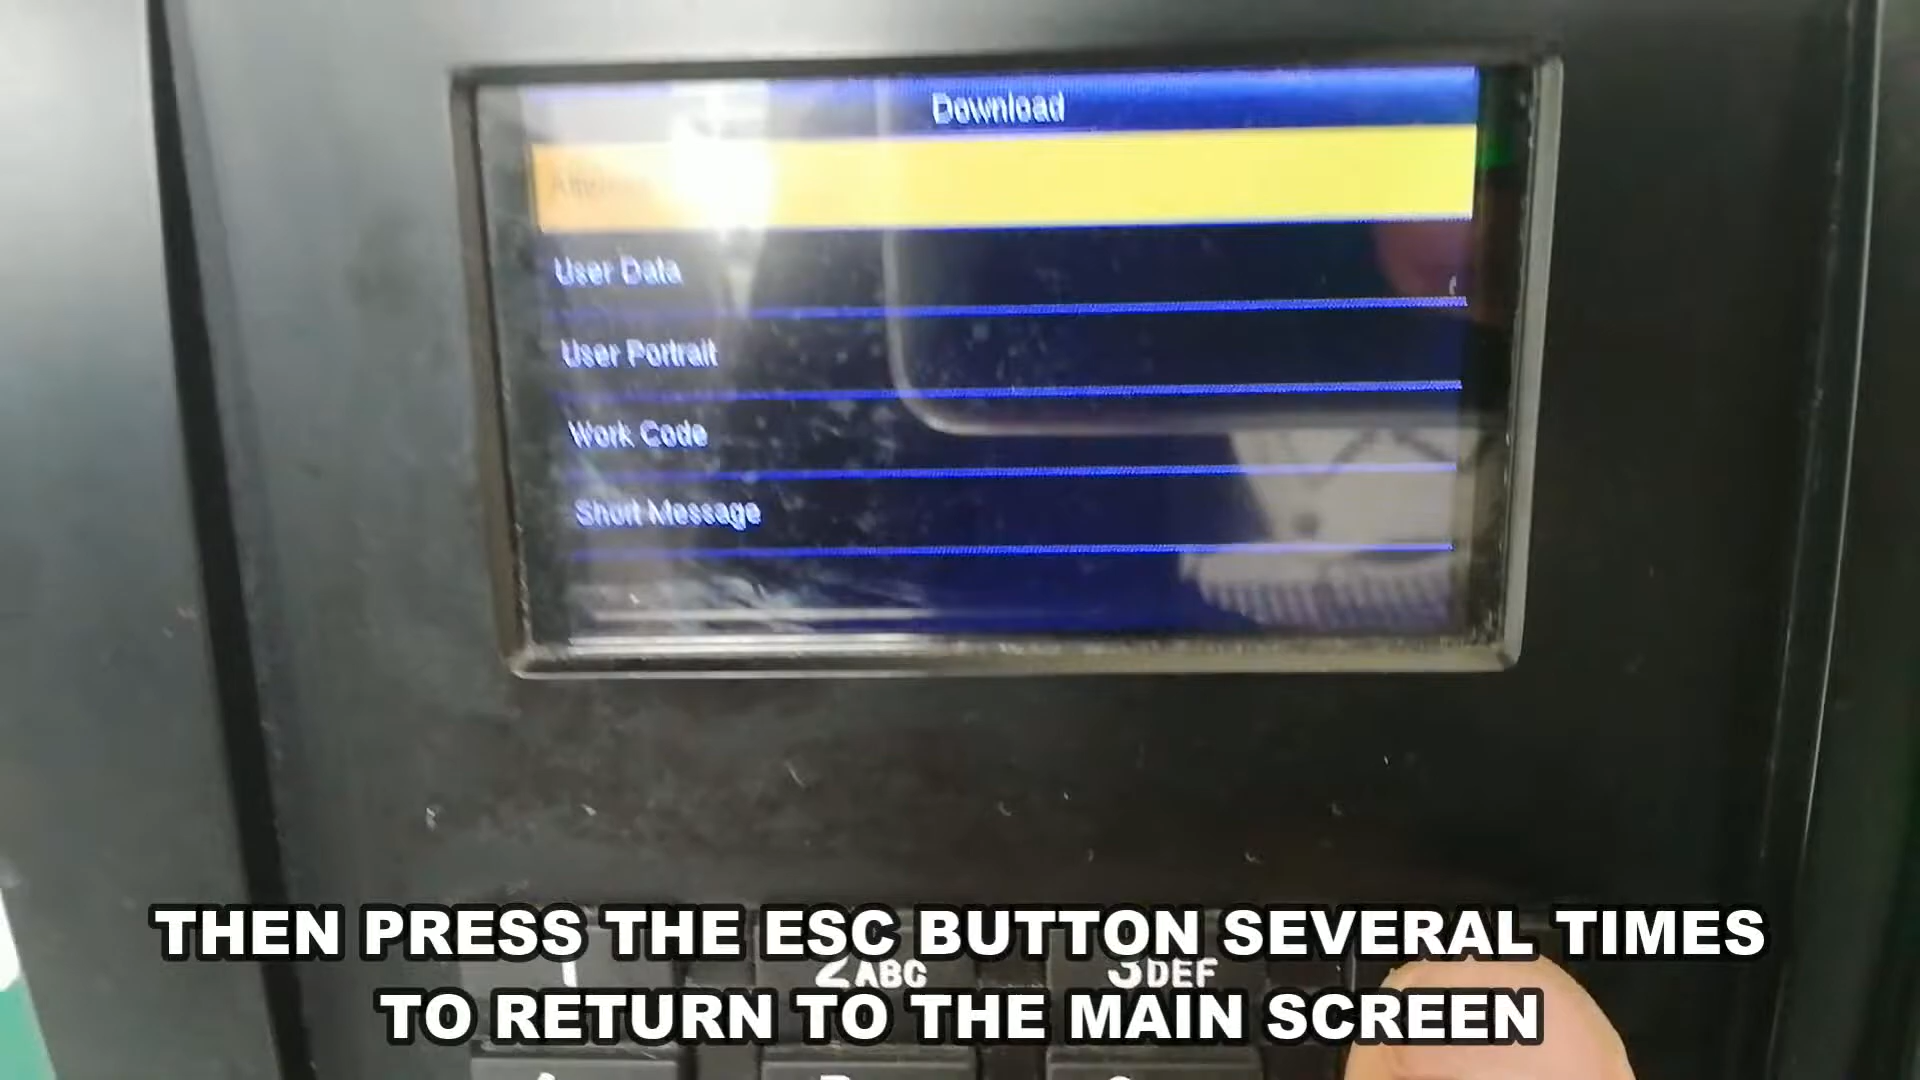 Download
User Data
User Portrait
Work Code
Short Message
THEN PRESS THE ESC BUTTON SEVERAL TIMES
1 2ABC 3DEF
TO RETURN TO THE MAIN SCREEN